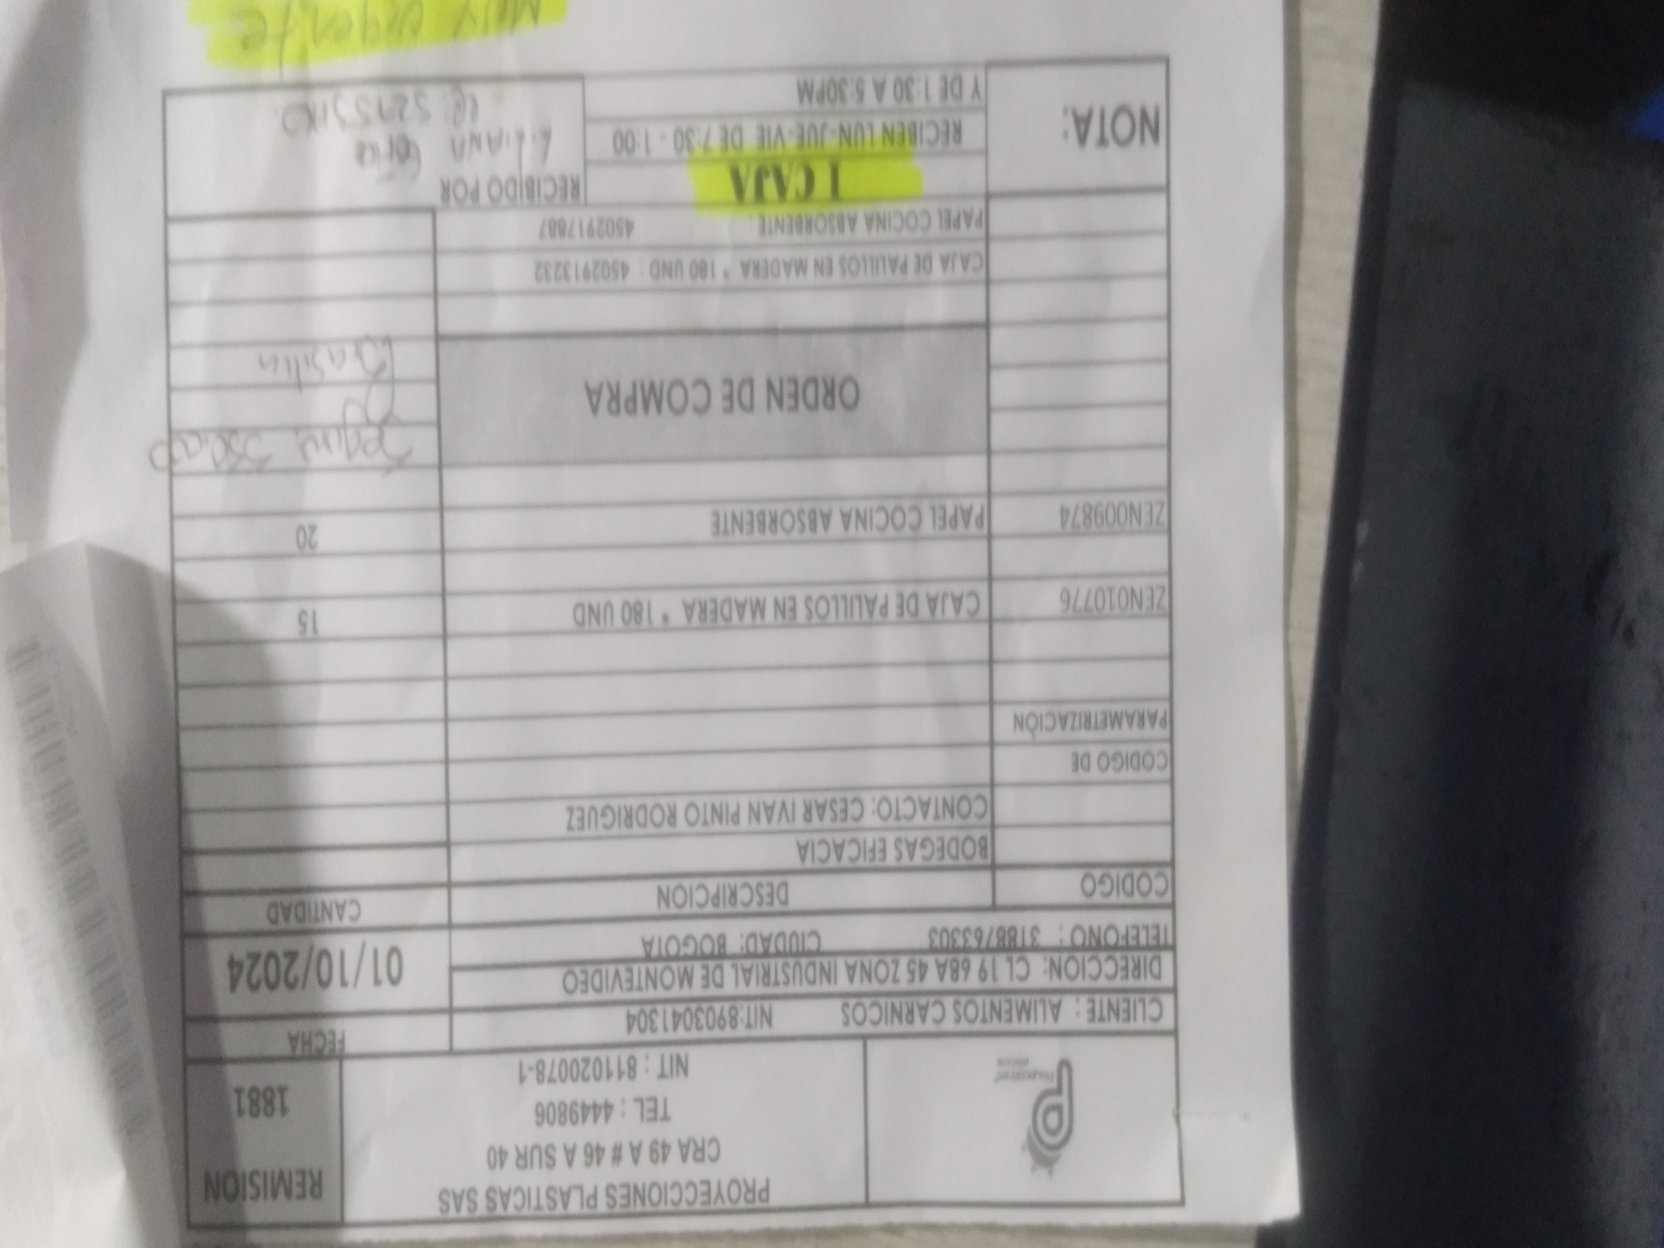 PROYECCIONES PLASTICAS SAS
CRA 49 A # 46 A SUR 40
TEL : 4449806
NIT : 811020078-1
REMISION
1881
CLIENTE : ALIMENTOS CARNICOS NIT:8903041304
FECHA
DIRECCION: CL 19 68A 45 ZONA INDUSTRIAL DE MONTEVIDEO
01/10/2024
TELEFONO : 3188763303 CIUDAD: BOGOTA
CODIGO DESCRIPCION CANTIDAD
BODEGAS EFICACIA
CONTACTO: CESAR IVAN PINTO RODRIGUEZ
CODIGO DE
PARAMETRIZACIÓN
ZEN010776 CAJA DE PALILLOS EN MADERA * 180 UND 15
ZEN009874 PAPEL COCINA ABSORBENTE 20
ORDEN DE COMPRA
Brasilia
CAJA DE PALILLOS EN MADERA * 180 UND : 4502913232
PAPEL COCINA ABSORBENTE : 4502917887
NOTA:
1 CAJA
RECIBEN LUN-JUE-VIE DE 7:30 - 1:00
Y DE 1:30 A 5:30PM
RECIBIDO POR
Muy urgente